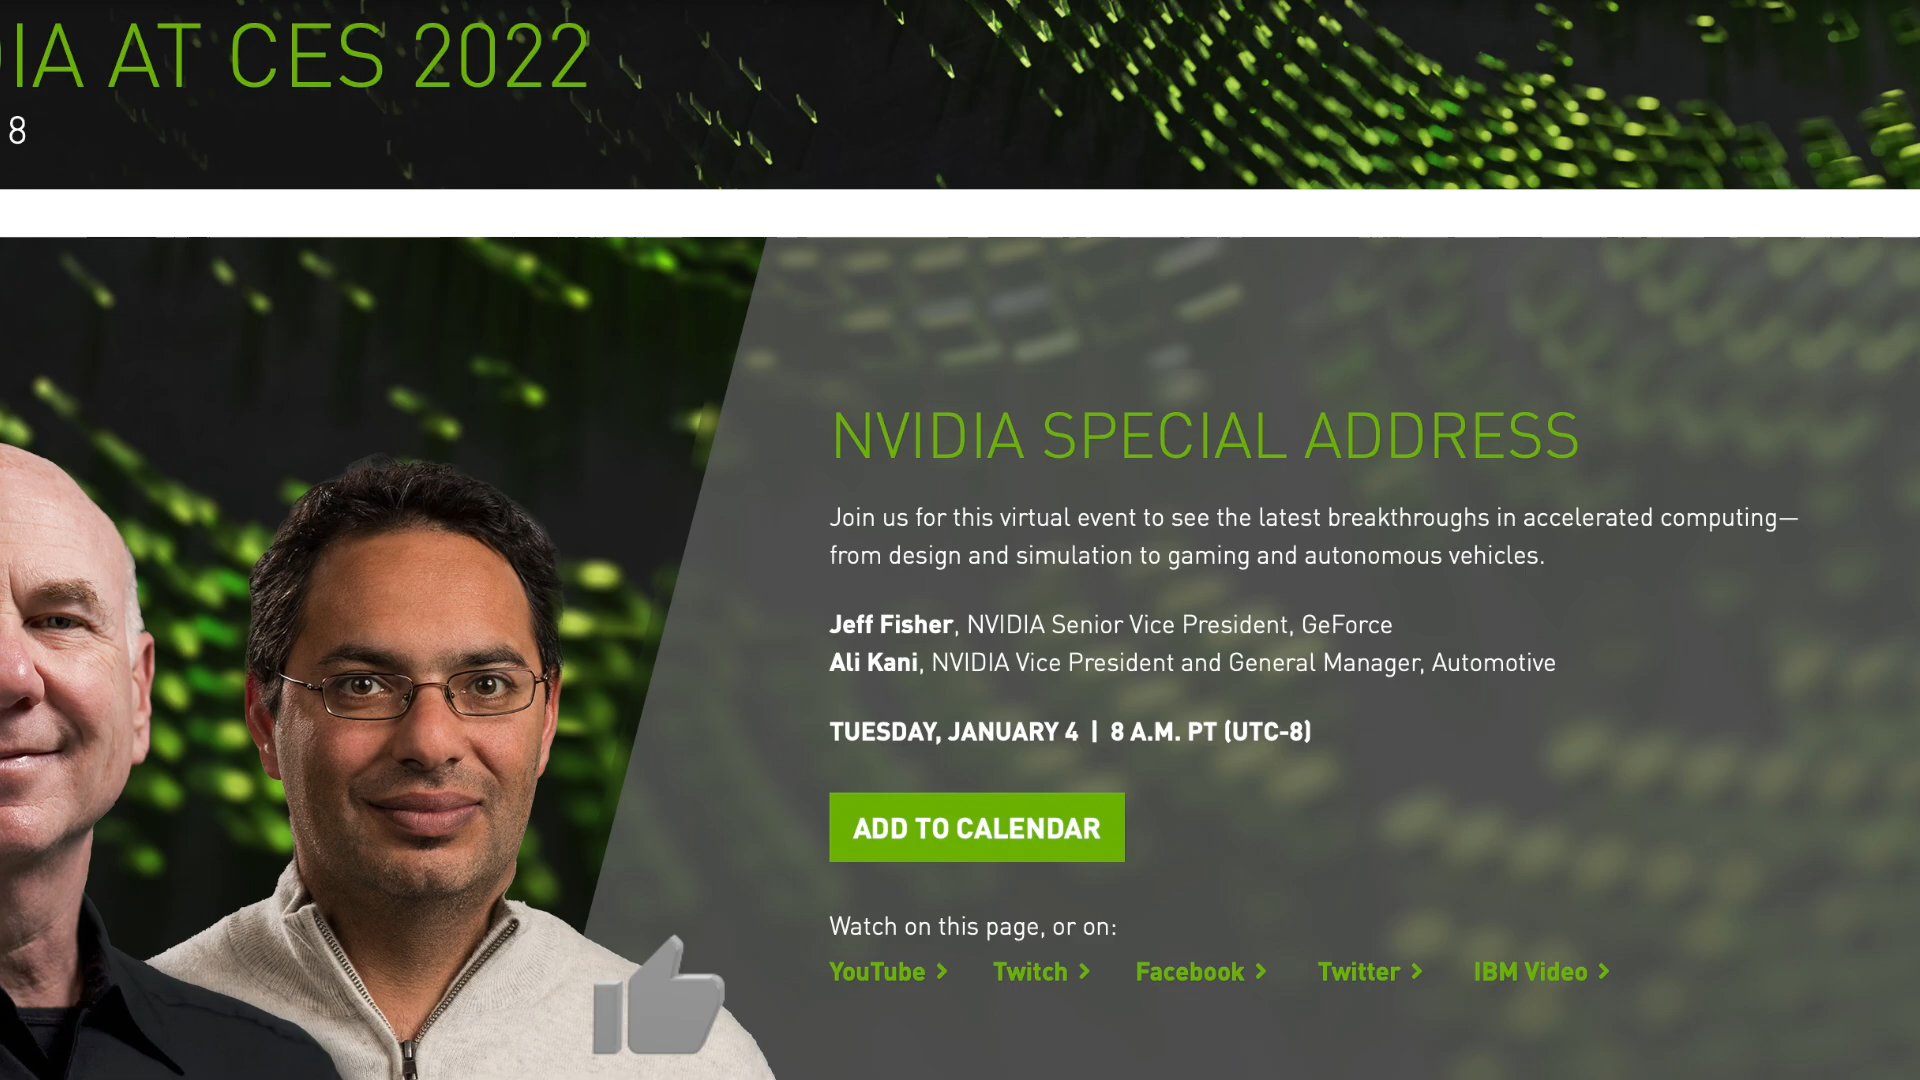 IA AT CES 2022
8
NVIDIA SPECIAL ADDRESS
Join us for this virtual event to see the latest breakthroughs in accelerated computing—
from design and simulation to gaming and autonomous vehicles.
Jeff Fisher, NVIDIA Senior Vice President, GeForce
Ali Kani, NVIDIA Vice President and General Manager, Automotive
TUESDAY, JANUARY 4 | 8 A.M. PT (UTC-8)
ADD TO CALENDAR
Watch on this page, or on:
YouTube > Twitch > Facebook > Twitter > IBM Video >